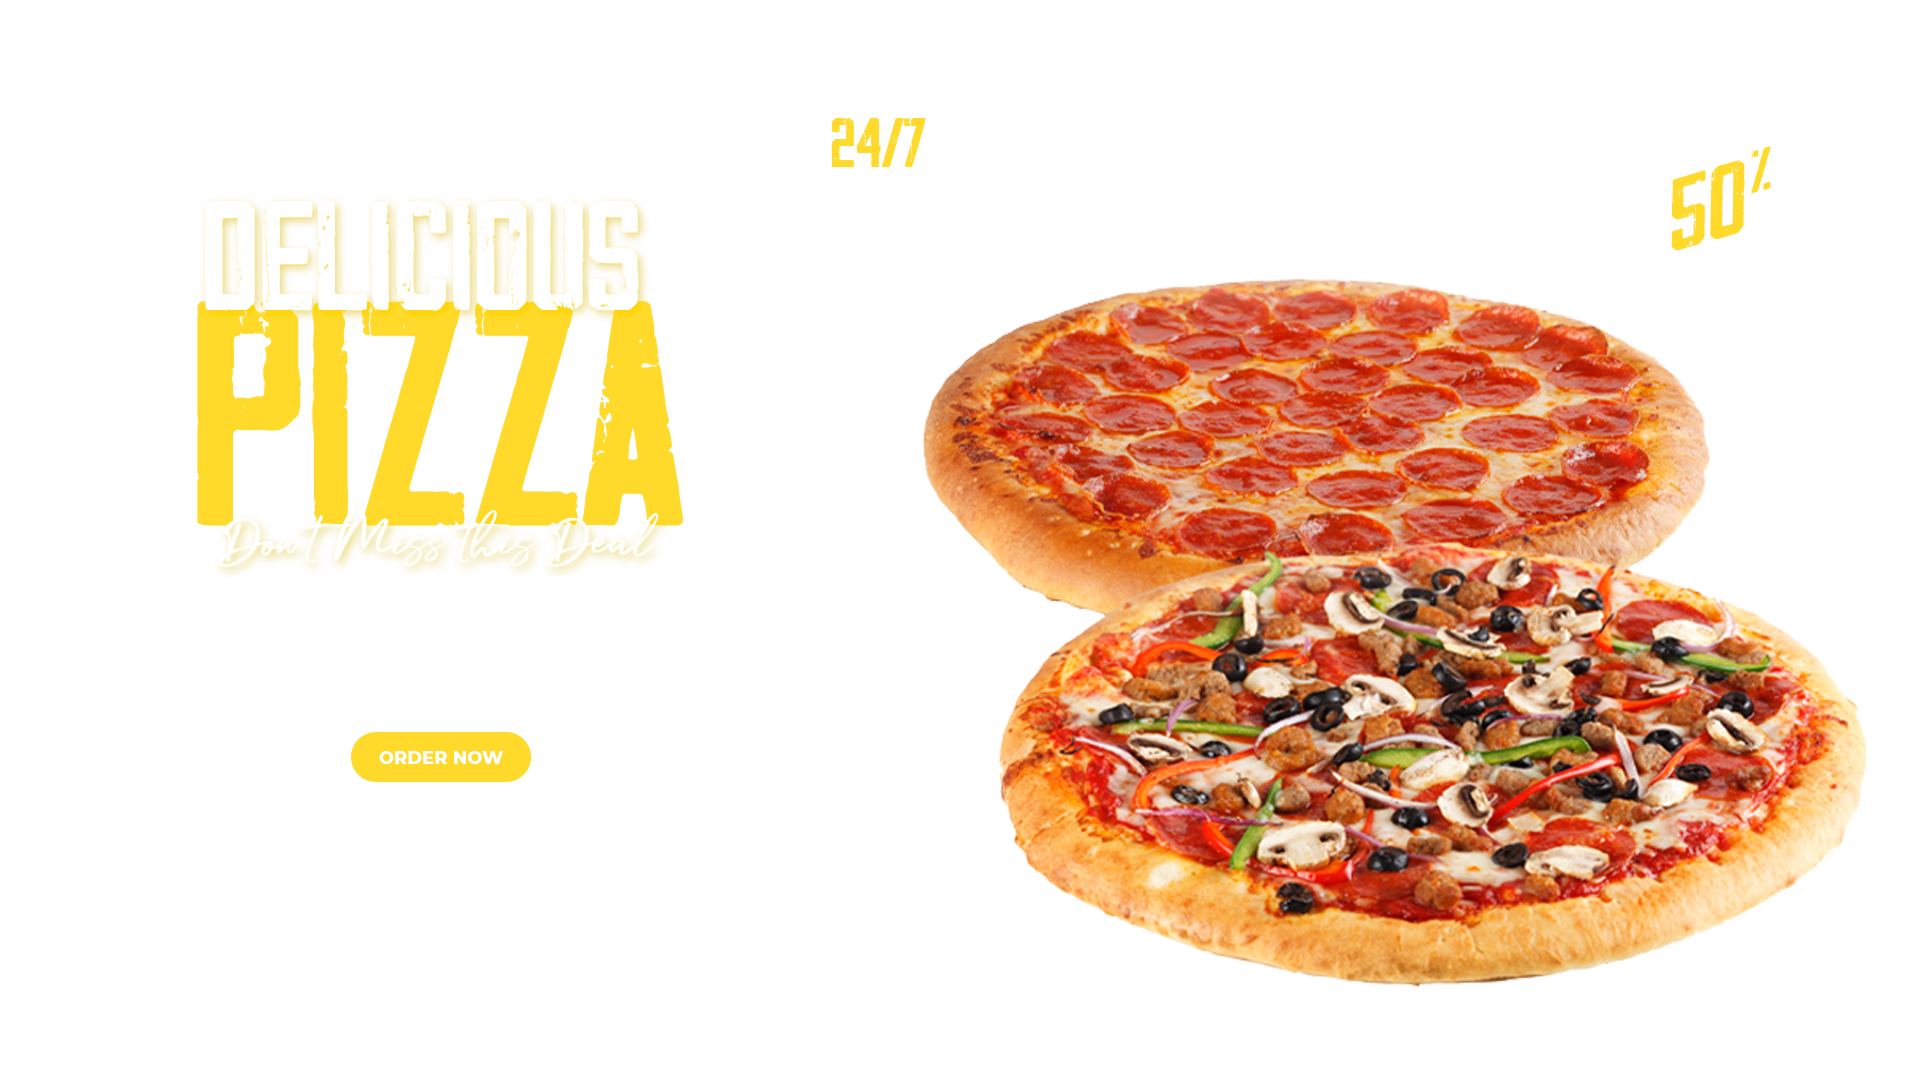 24/7
50%
DELICIOUS
PIZZA
Don't Miss this Deal
ORDER NOW